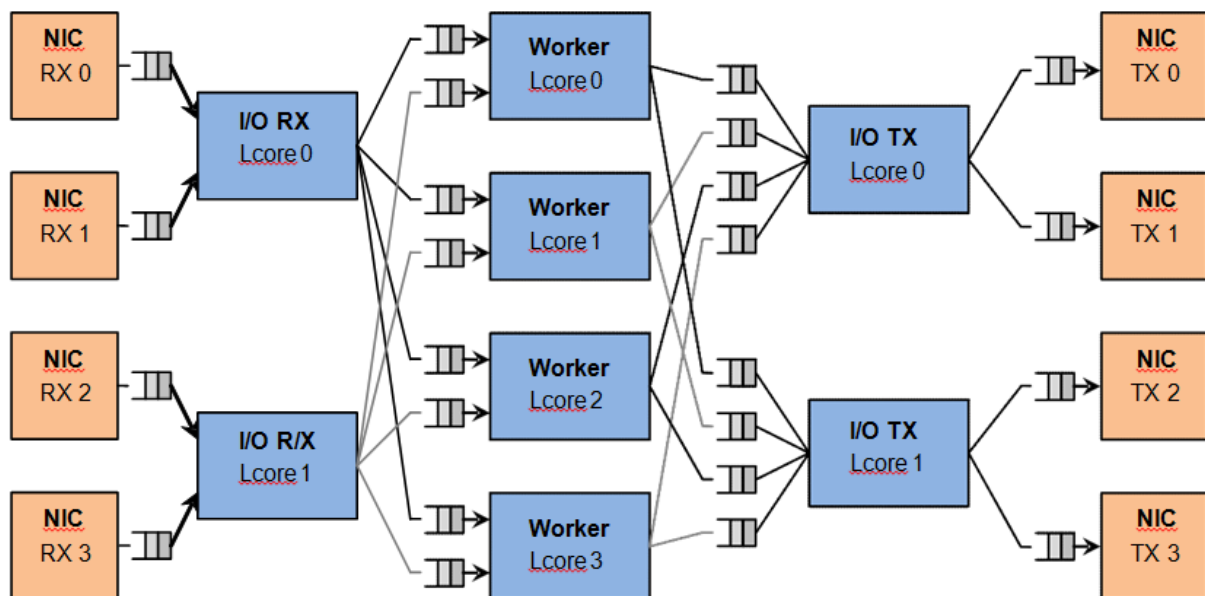 NIC
RX 0
NIC
RX 1
NIC
RX 2
NIC
RX 3
I/O RX
Lcore 0
I/O R/X
Lcore 1
Worker
Lcore 0
Worker
Lcore 1
Worker
Lcore 2
Worker
Lcore 3
I/O TX
Lcore 0
I/O TX
Lcore 1
NIC
TX 0
NIC
TX 1
NIC
TX 2
NIC
TX 3